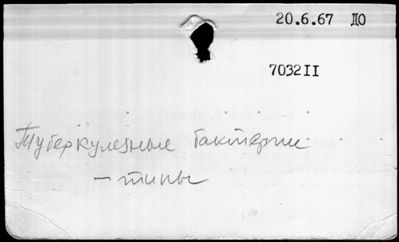 20.6.67 ДО
7032II
Туберкулезные бактерии
– типы